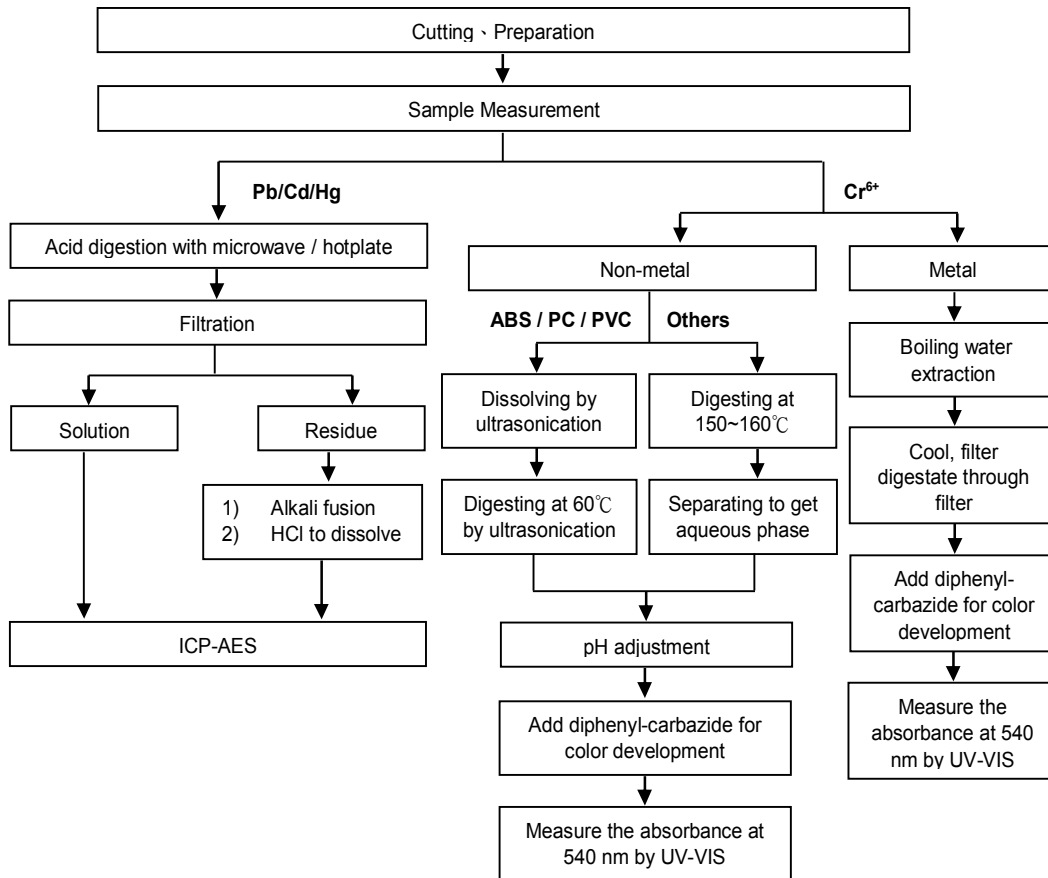 Cutting、Preparation
Sample Measurement
Pb/Cd/Hg
Cr⁶⁺
Acid digestion with microwave / hotplate
Filtration
Solution
Residue
1) Alkali fusion
2) HCl to dissolve
ICP-AES
Non-metal
ABS / PC / PVC
Others
Dissolving by
ultrasonication
Digesting at 60℃
by ultrasonication
Digesting at
150~160℃
Separating to get
aqueous phase
pH adjustment
Add diphenyl-carbazide for
color development
Measure the absorbance at
540 nm by UV-VIS
Metal
Boiling water
extraction
Cool, filter
digestate through
filter
Add diphenyl-
carbazide for color
development
Measure the
absorbance at 540
nm by UV-VIS